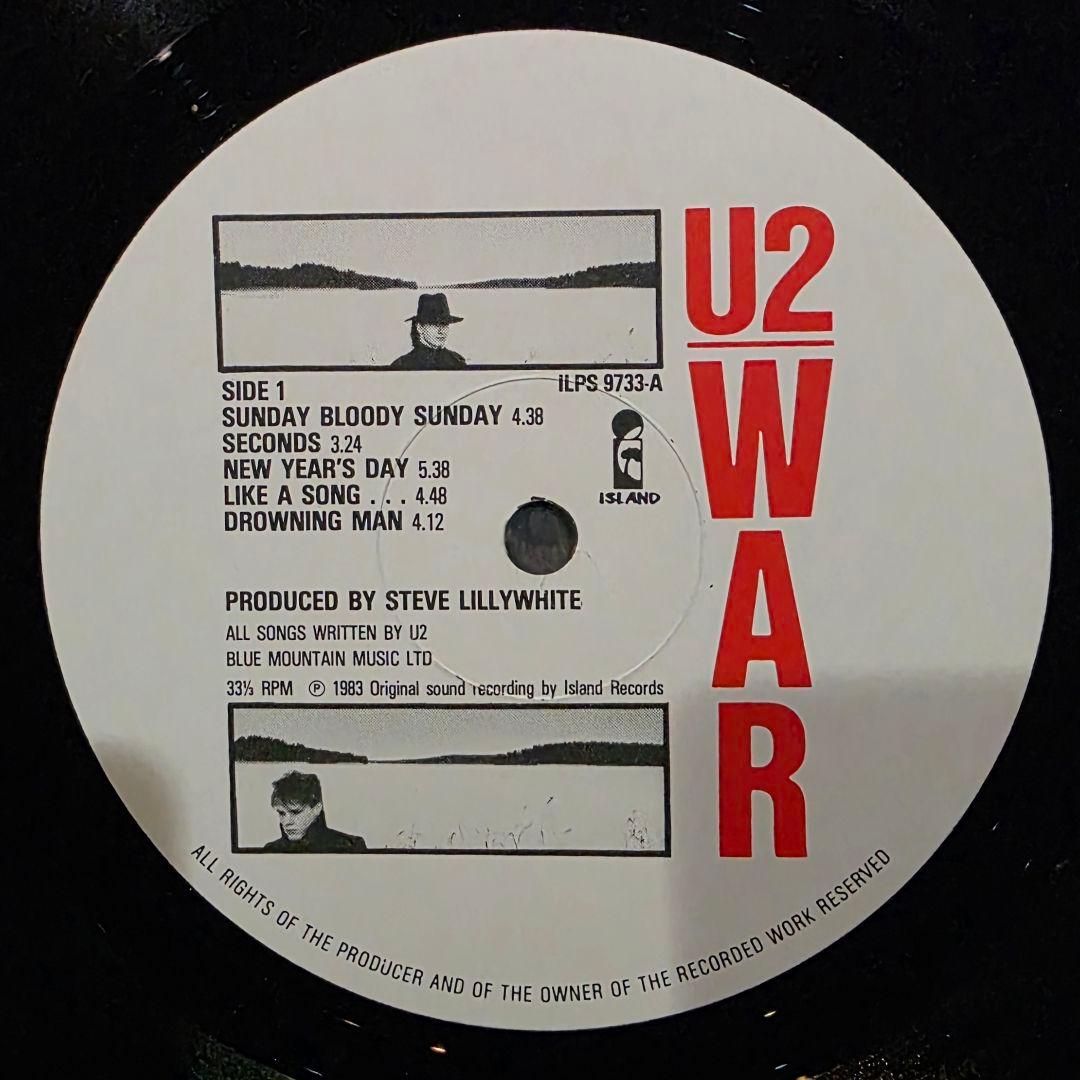 U2
WAR
ILPS 9733-A
SIDE 1
SUNDAY BLOODY SUNDAY 4.38
SECONDS 3.24
NEW YEAR'S DAY 5.38
LIKE A SONG . . . 4.48
DROWNING MAN 4.12
ISLAND
PRODUCED BY STEVE LILLYWHITE
ALL SONGS WRITTEN BY U2
BLUE MOUNTAIN MUSIC LTD
33⅓ RPM ℗ 1983 Original sound recording by Island Records
ALL RIGHTS OF THE PRODUCER AND OF THE OWNER OF THE RECORDED WORK RESERVED